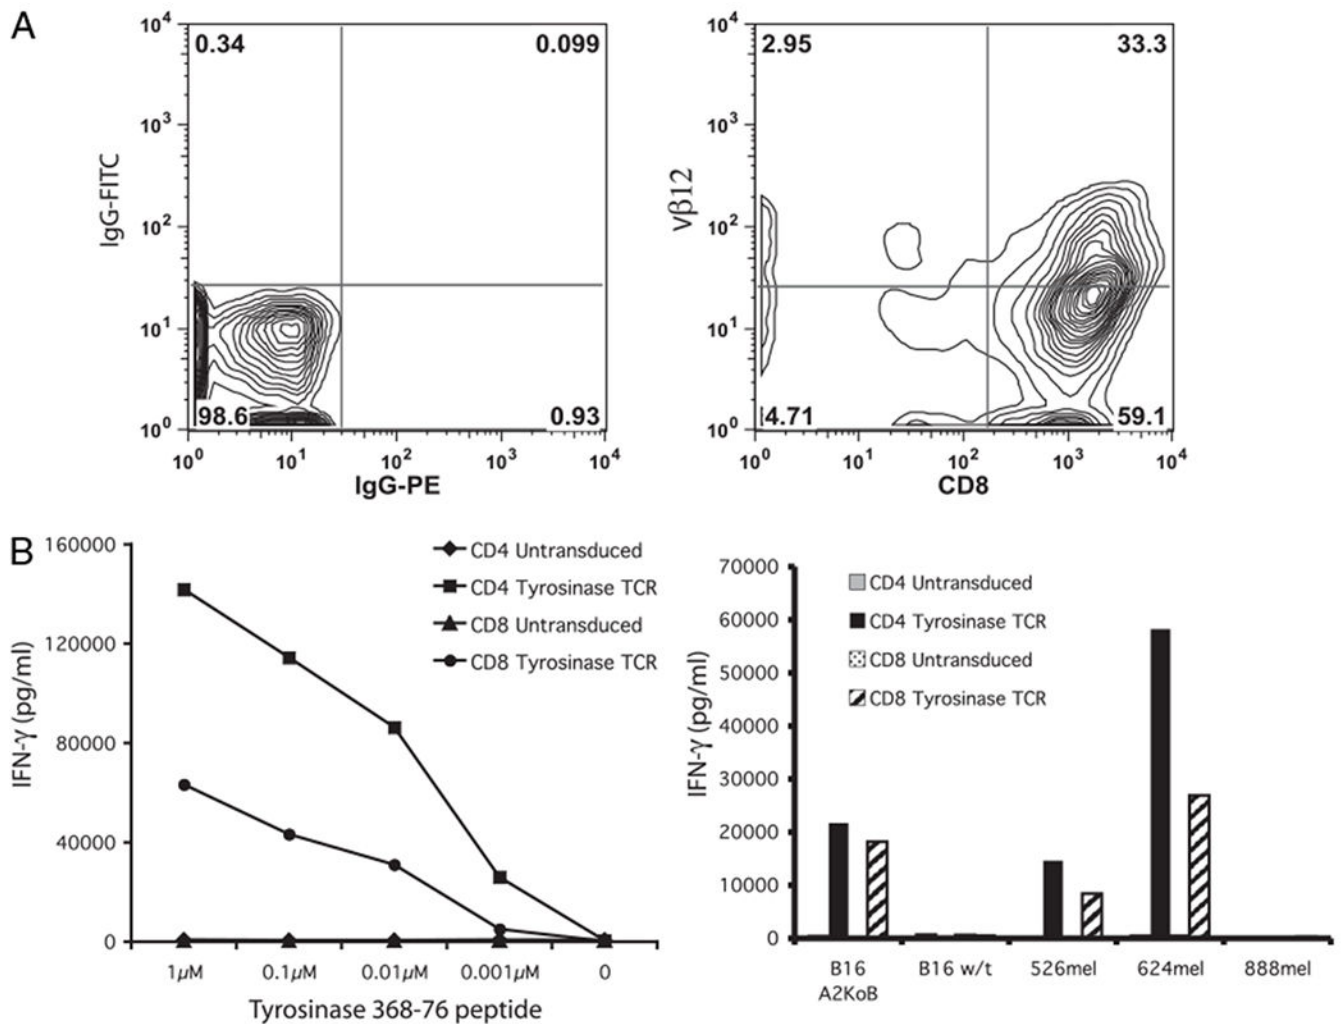 A
10⁴
0.34
0.099
10³
10²
10¹
98.6
0.93
10⁰
10⁰ 10¹ 10² 10³ 10⁴
IgG-FITC
IgG-PE
10⁴
2.95
33.3
10³
10²
10¹
4.71
59.1
10⁰
10⁰ 10¹ 10² 10³ 10⁴
vβ12
CD8
B
160000
120000
80000
40000
0
IFN-γ (pg/ml)
CD4 Untransduced
CD4 Tyrosinase TCR
CD8 Untransduced
CD8 Tyrosinase TCR
1µM 0.1µM 0.01µM 0.001µM 0
Tyrosinase 368-76 peptide
70000
60000
50000
40000
30000
20000
10000
0
IFN-γ (pg/ml)
CD4 Untransduced
CD4 Tyrosinase TCR
CD8 Untransduced
CD8 Tyrosinase TCR
B16 B16 w/t 526mel 624mel 888mel
A2KoB